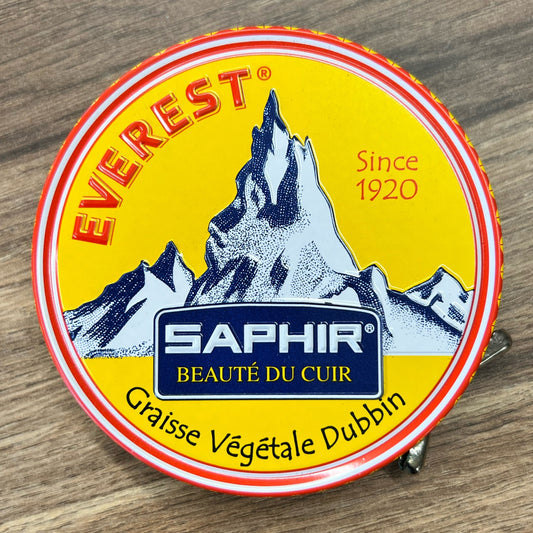 EVEREST®
Since
1920
SAPHIR®
BEAUTÉ DU CUIR
Graisse Végétale Dubbin